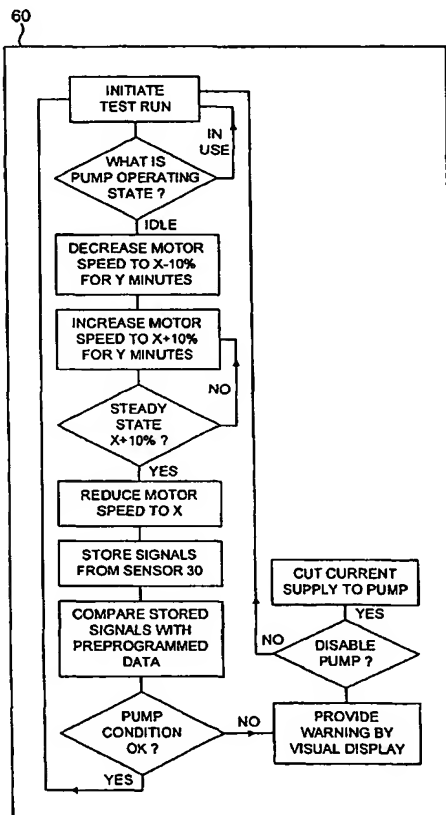 60
INITIATE
TEST RUN
IN
USE
WHAT IS
PUMP OPERATING
STATE ?
IDLE
DECREASE MOTOR
SPEED TO X-10%
FOR Y MINUTES
INCREASE MOTOR
SPEED TO X+10%
FOR Y MINUTES
NO
STEADY
STATE
X+10% ?
YES
REDUCE MOTOR
SPEED TO X
STORE SIGNALS
FROM SENSOR 30
COMPARE STORED
SIGNALS WITH
PREPROGRAMMED
DATA
PUMP
CONDITION
OK ?
YES
NO
PROVIDE
WARNING BY
VISUAL DISPLAY
DISABLE
PUMP ?
NO
YES
CUT CURRENT
SUPPLY TO PUMP